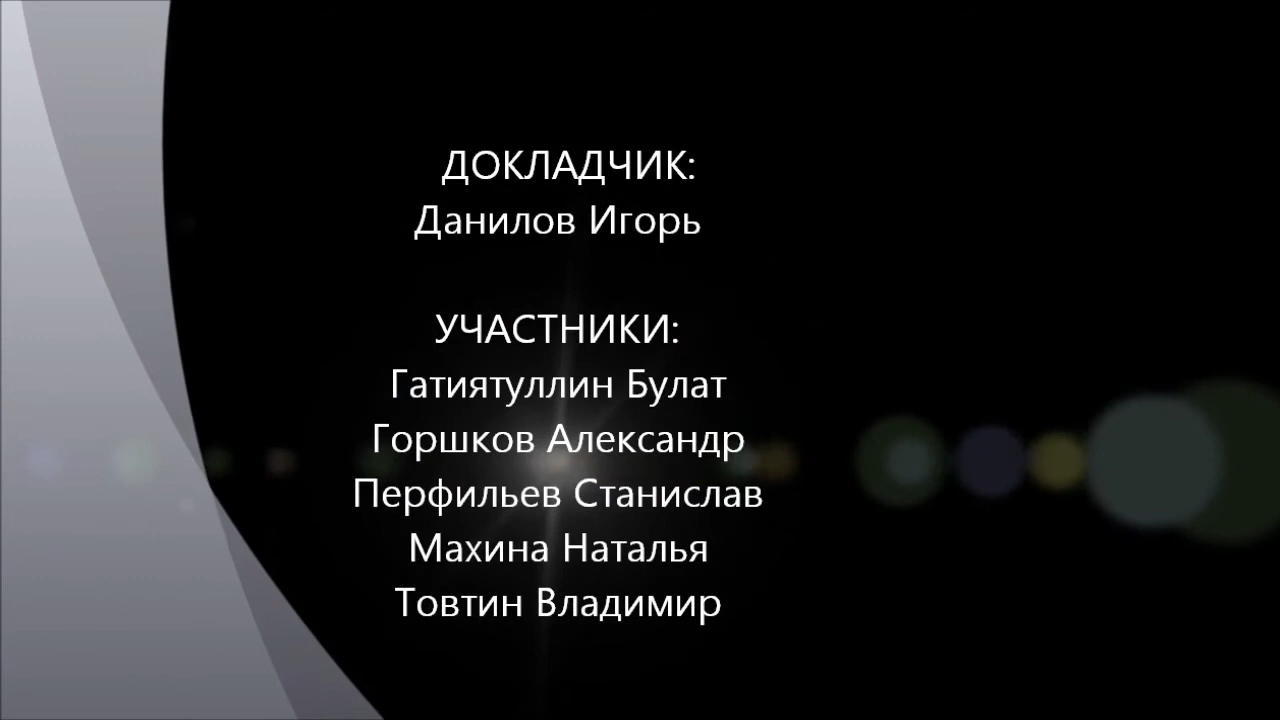 ДОКЛАДЧИК:
Данилов Игорь
УЧАСТНИКИ:
Гатиятуллин Булат
Горшков Александр
Перфильев Станислав
Махина Наталья
Товтин Владимир